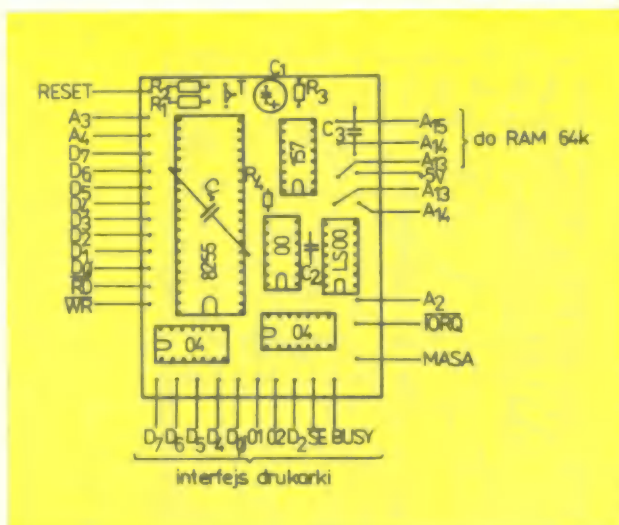 RESET
A3
A4
D7
D6
D5
D4
D3
D2
D1
D0
RD
WR
R2
R1
T
C1
R3
C3
157
R4
8255
00
C2
LS00
04
04
A15
A14
A13
5V
A13
A14
do RAM 64k
A2
IORQ
MASA
D7 D6 D5 D4 D0 01 02 D2 SE BUSY
interfejs drukarki